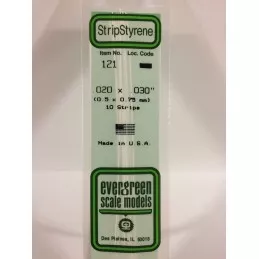 StripStyrene
Item No. Loc. Code
121
.020 x .030"
(0.5 x 0.75 mm)
10 Strips
Made in U.S.A.
evergreen
scale models
Des Plaines, IL 60018